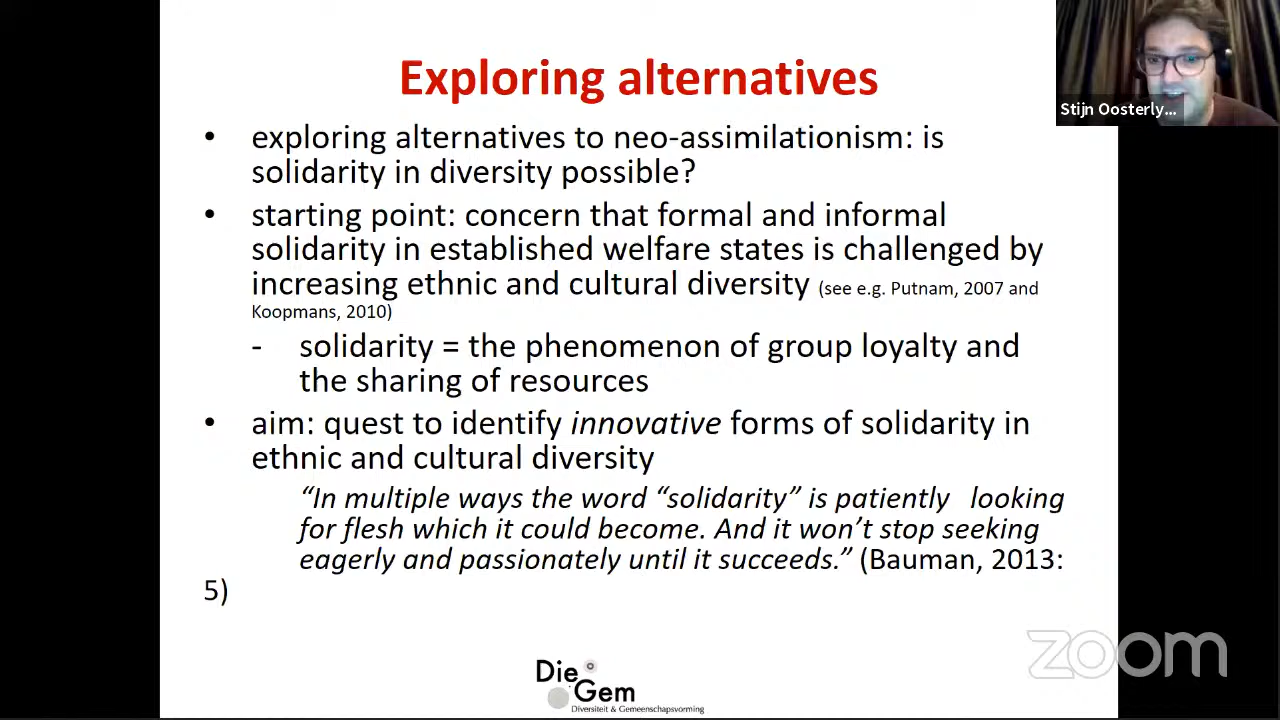 Exploring alternatives
• exploring alternatives to neo-assimilationism: is
solidarity in diversity possible?
• starting point: concern that formal and informal
solidarity in established welfare states is challenged by
increasing ethnic and cultural diversity (see e.g. Putnam, 2007 and
Koopmans, 2010)
- solidarity = the phenomenon of group loyalty and
the sharing of resources
• aim: quest to identify innovative forms of solidarity in
ethnic and cultural diversity
“In multiple ways the word “solidarity” is patiently looking
for flesh which it could become. And it won’t stop seeking
eagerly and passionately until it succeeds.” (Bauman, 2013:
5)
Stijn Oosterly...
Die
Gem
Diversiteit & Gemeenschapsvorming
zoom